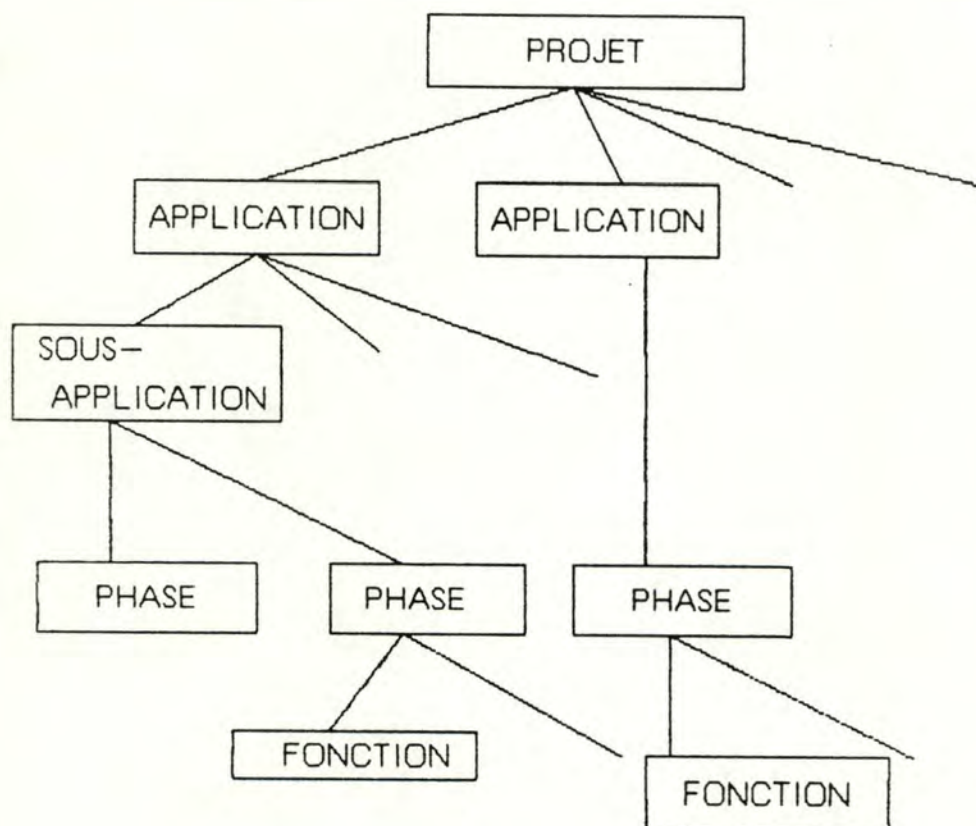 PROJET
APPLICATION
APPLICATION
SOUS-
APPLICATION
PHASE
PHASE
PHASE
FONCTION
FONCTION